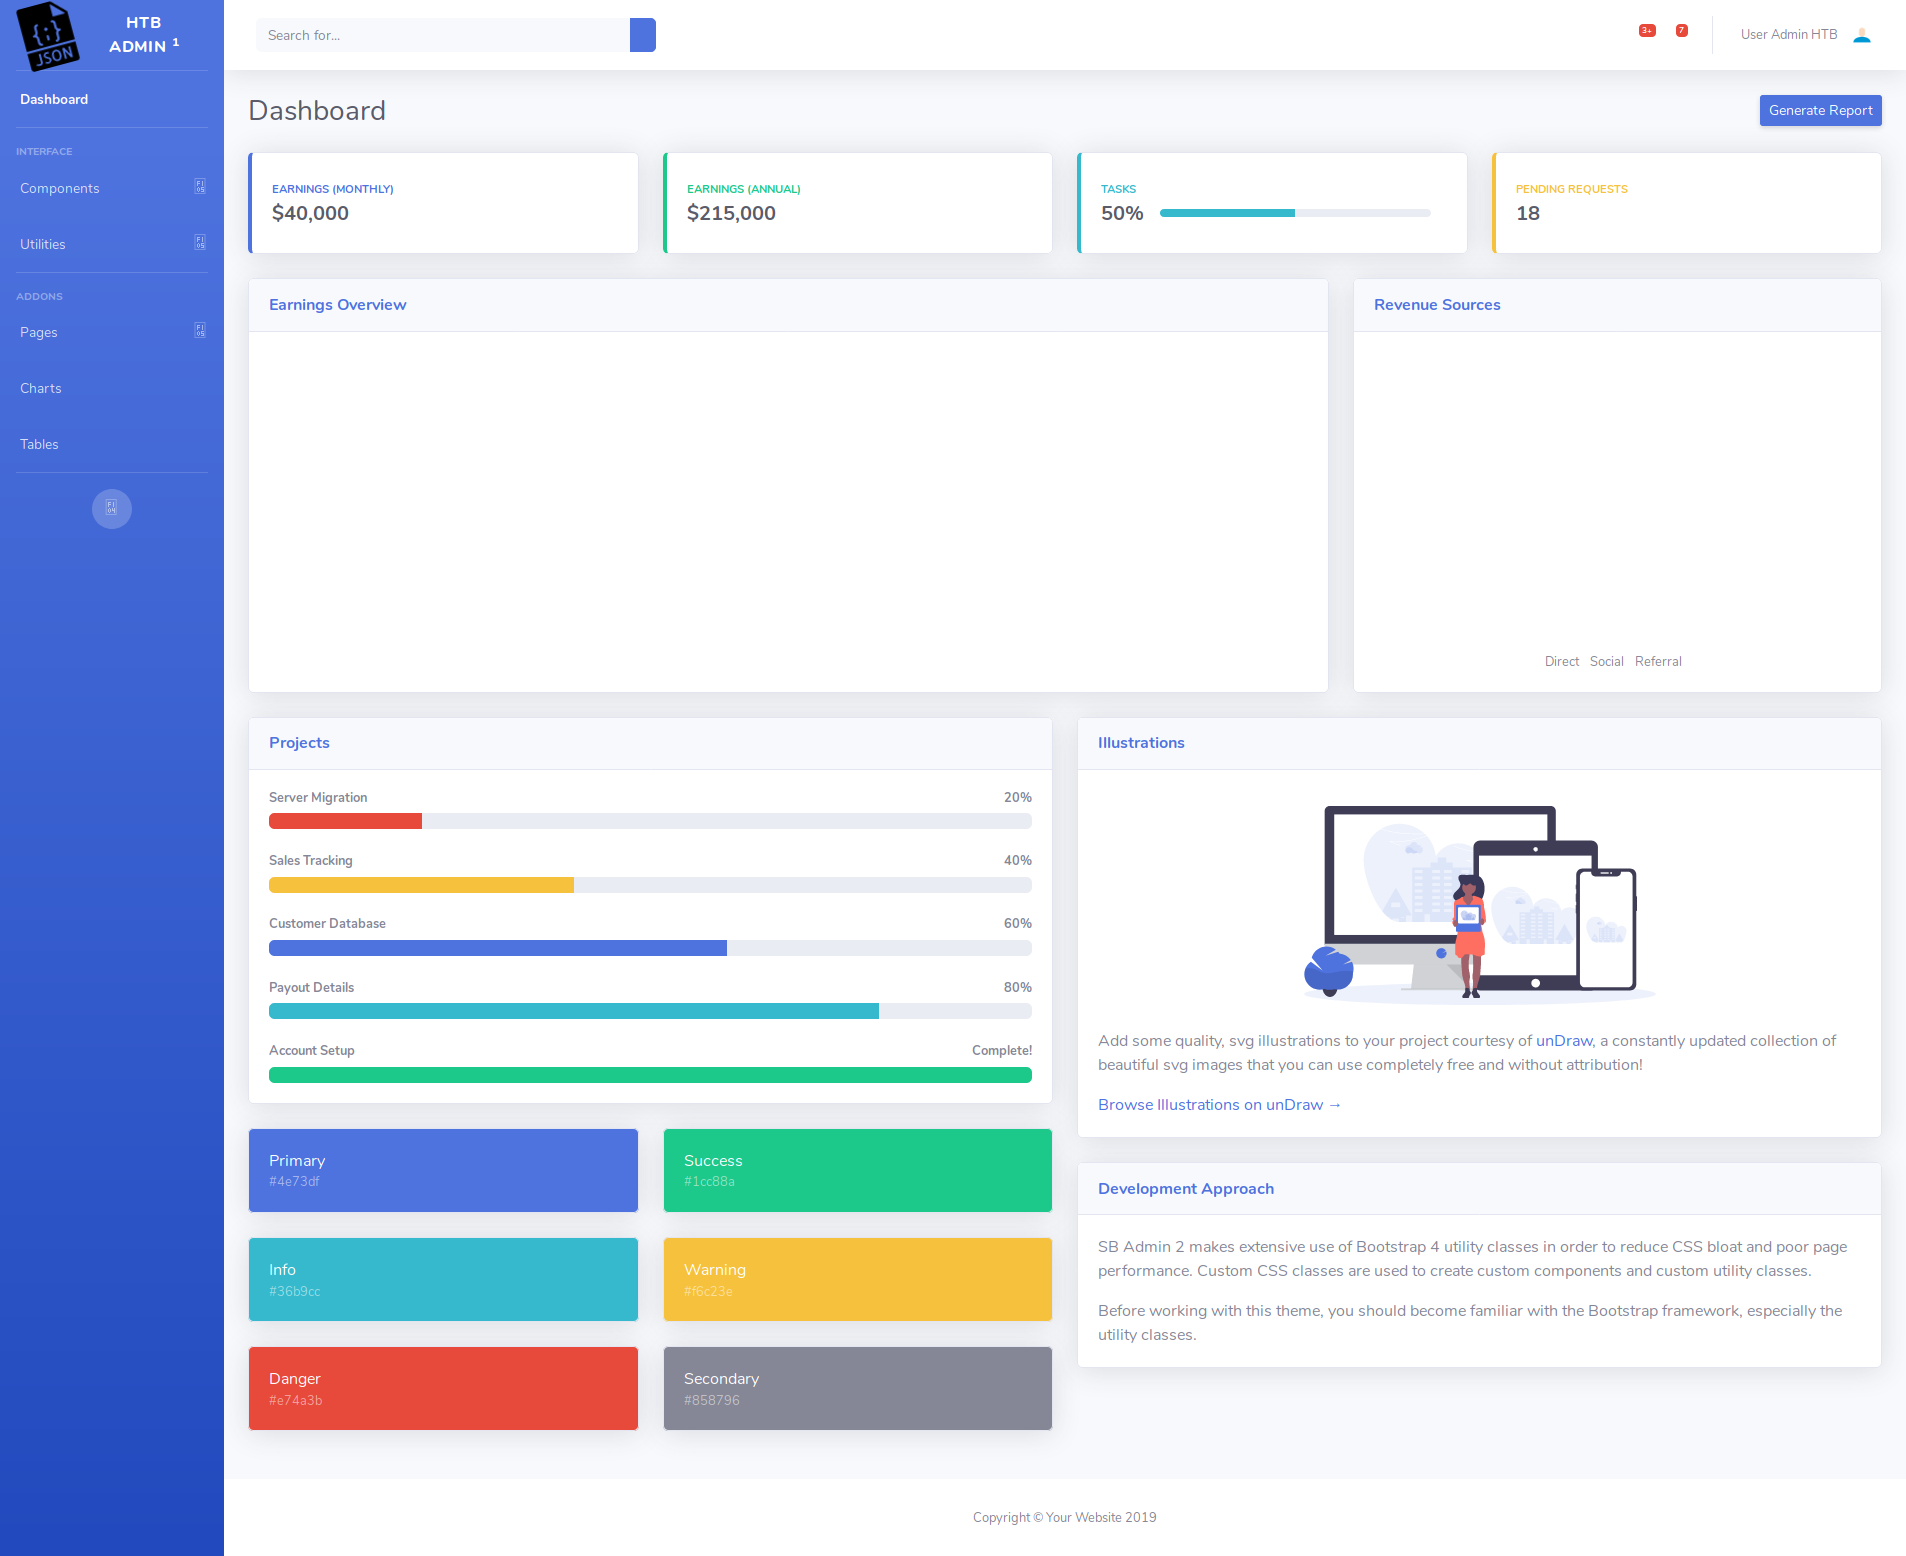 {;}
JSON
HTB
ADMIN 1
Dashboard
INTERFACE
Components
Utilities
ADDONS
Pages
Charts
Tables
Search for...
3+
7
User Admin HTB
Dashboard
Generate Report
EARNINGS (MONTHLY)
$40,000
EARNINGS (ANNUAL)
$215,000
TASKS
50%
PENDING REQUESTS
18
Earnings Overview
Revenue Sources
Direct Social Referral
Projects
Server Migration 20%
Sales Tracking 40%
Customer Database 60%
Payout Details 80%
Account Setup Complete!
Primary
#4e73df
Success
#1cc88a
Info
#36b9cc
Warning
#f6c23e
Danger
#e74a3b
Secondary
#858796
Illustrations
Add some quality, svg illustrations to your project courtesy of unDraw, a constantly updated collection of
beautiful svg images that you can use completely free and without attribution!
Browse Illustrations on unDraw →
Development Approach
SB Admin 2 makes extensive use of Bootstrap 4 utility classes in order to reduce CSS bloat and poor page
performance. Custom CSS classes are used to create custom components and custom utility classes.
Before working with this theme, you should become familiar with the Bootstrap framework, especially the
utility classes.
Copyright © Your Website 2019